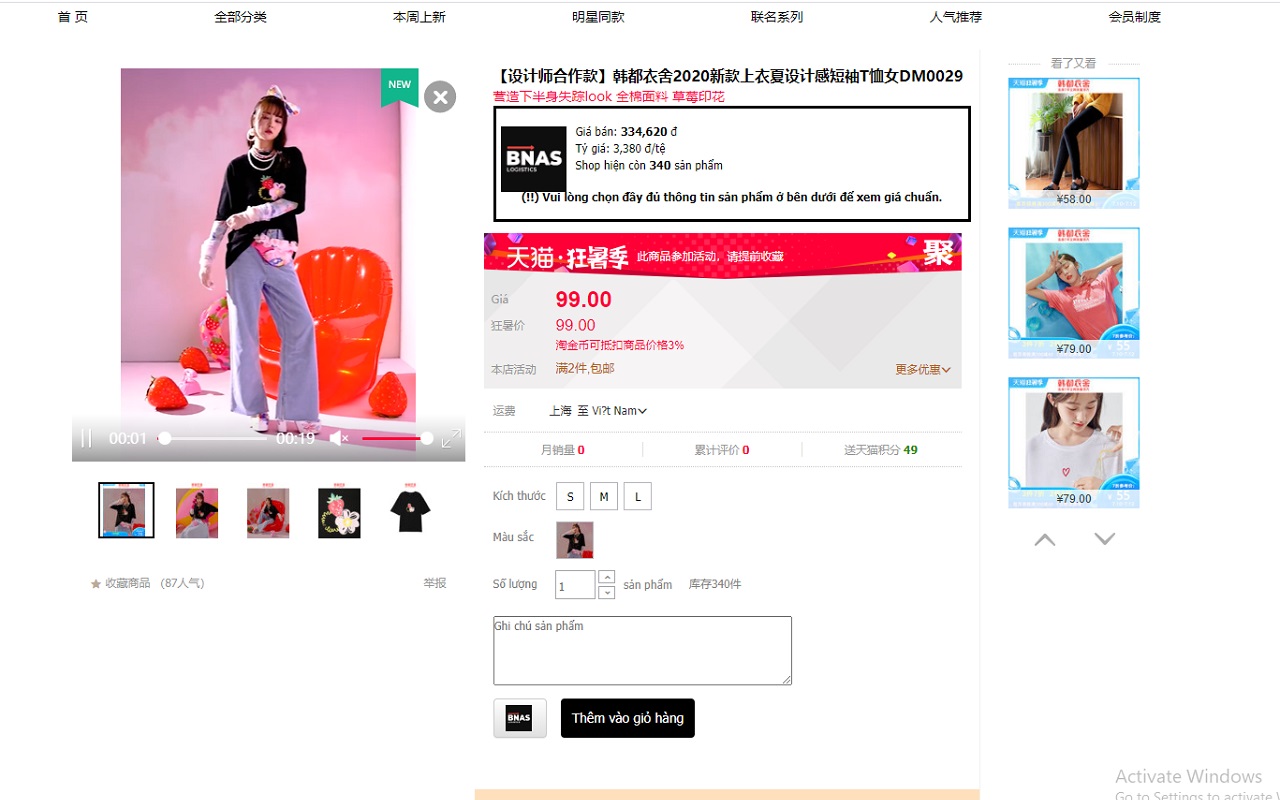 首 页 全部分类 本周上新 明星同款 联名系列 人气推荐 会员制度
NEW
【设计师合作款】韩都衣舍2020新款上衣夏设计感短袖T恤女DM0029
营造下半身失踪look 全棉面料 草莓印花
BNAS
LOGISTICS
Giá bán: 334,620 đ
Tỷ giá: 3,380 đ/tệ
Shop hiện còn 340 sản phẩm
(!!) Vui lòng chọn đầy đủ thông tin sản phẩm ở bên dưới để xem giá chuẩn.
天猫·狂暑季 此商品参加活动，请提前收藏 聚
Giá 99.00
狂暑价 99.00
淘金币可抵扣商品价格3%
本店活动 满2件,包邮 更多优惠
运费 上海 至 Vi?t Nam
月销量 0 累计评价 0 送天猫积分 49
Kích thước S M L
Màu sắc
Số lượng 1 sản phẩm 库存340件
Ghi chú sản phẩm
BNAS
Thêm vào giỏ hàng
00:01 00:19
收藏商品 (87人气) 举报
看了又看
韩都衣舍
¥58.00
韩都衣舍
¥79.00
韩都衣舍
¥79.00
Activate Windows
Go to Settings to activate